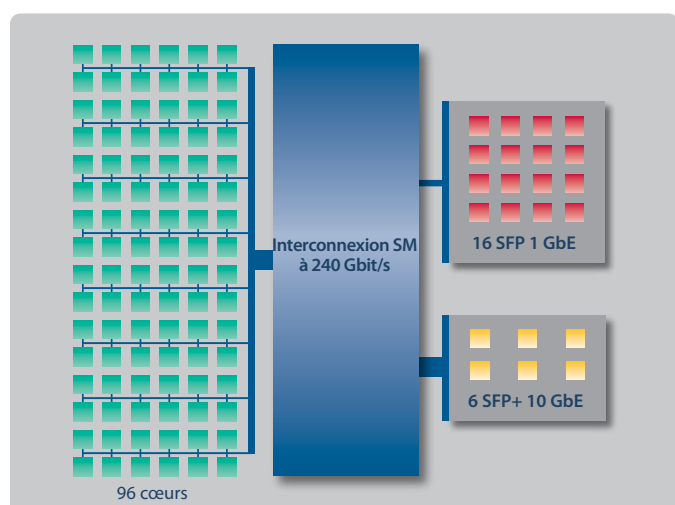 Interconnexion SM
à 240 Gbit/s
16 SFP 1 GbE
6 SFP+ 10 GbE
96 cœurs